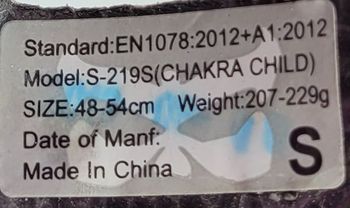 Standard:EN1078:2012+A1:2012
Model:S-219S(CHAKRA CHILD)
SIZE:48-54cm Weight:207-229g
Date of Manf:
Made In China
S